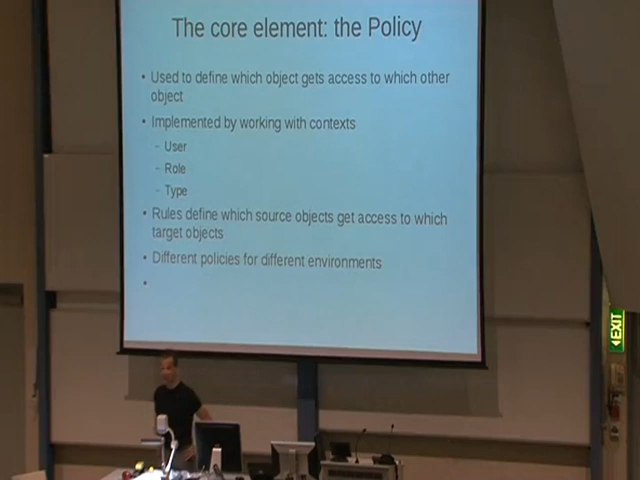 The core element: the Policy
• Used to define which object gets access to which other
object
• Implemented by working with contexts
– User
– Role
– Type
• Rules define which source objects get access to which
target objects
• Different policies for different environments
•
EXIT